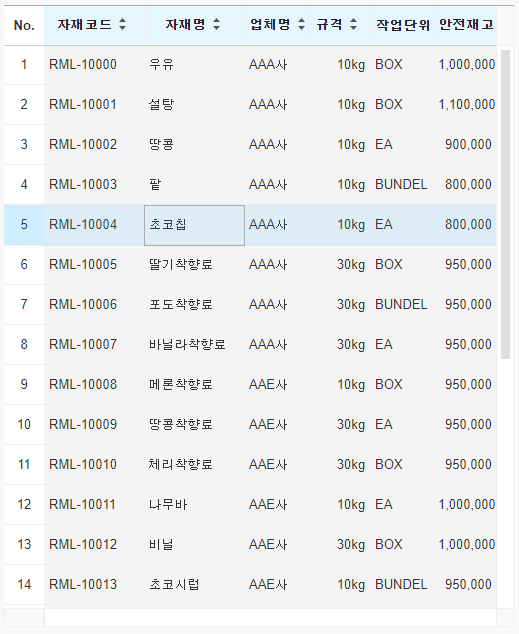 No. 자재코드 자재명 업체명 규격 작업단위 안전재고
1 RML-10000 우유 AAA사 10kg BOX 1,000,000
2 RML-10001 설탕 AAA사 10kg BOX 1,100,000
3 RML-10002 땅콩 AAA사 10kg EA 900,000
4 RML-10003 팥 AAA사 10kg BUNDEL 800,000
5 RML-10004 초코칩 AAA사 10kg EA 800,000
6 RML-10005 딸기착향료 AAA사 30kg BOX 950,000
7 RML-10006 포도착향료 AAA사 30kg BUNDEL 950,000
8 RML-10007 바닐라착향료 AAA사 30kg EA 950,000
9 RML-10008 메론착향료 AAE사 10kg BOX 950,000
10 RML-10009 땅콩착향료 AAE사 30kg EA 950,000
11 RML-10010 체리착향료 AAE사 30kg BOX 950,000
12 RML-10011 나무바 AAE사 10kg EA 1,000,000
13 RML-10012 비닐 AAE사 30kg BOX 1,000,000
14 RML-10013 초코시럽 AAE사 10kg BUNDEL 950,000